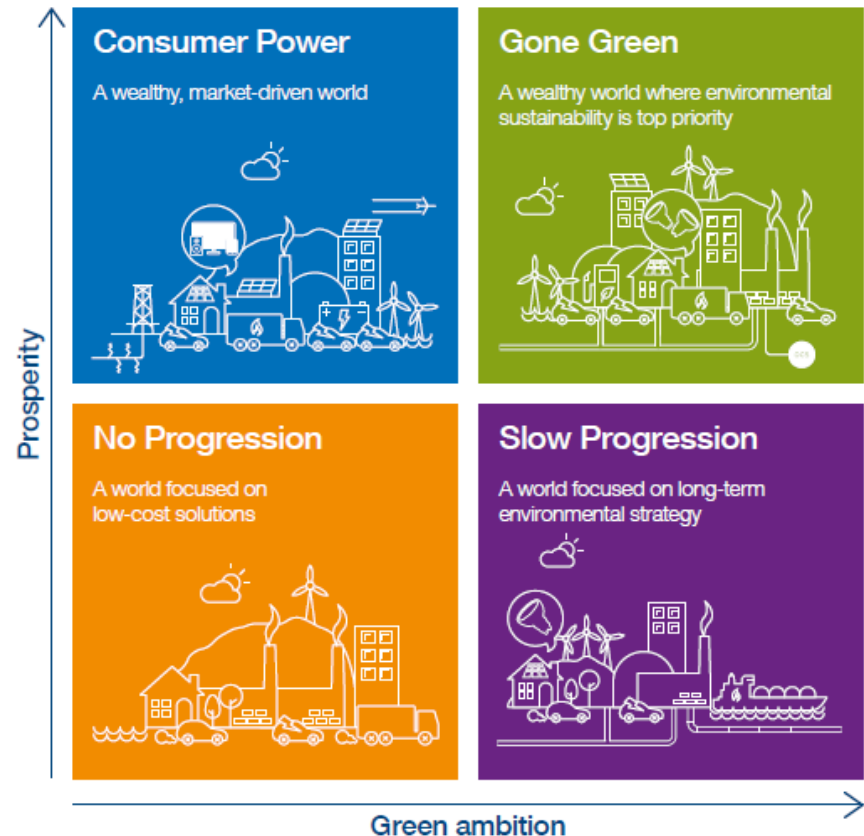 Consumer Power
A wealthy, market-driven world
Gone Green
A wealthy world where environmental
sustainability is top priority
Prosperity
No Progression
A world focused on
low-cost solutions
Slow Progression
A world focused on long-term
environmental strategy
Green ambition